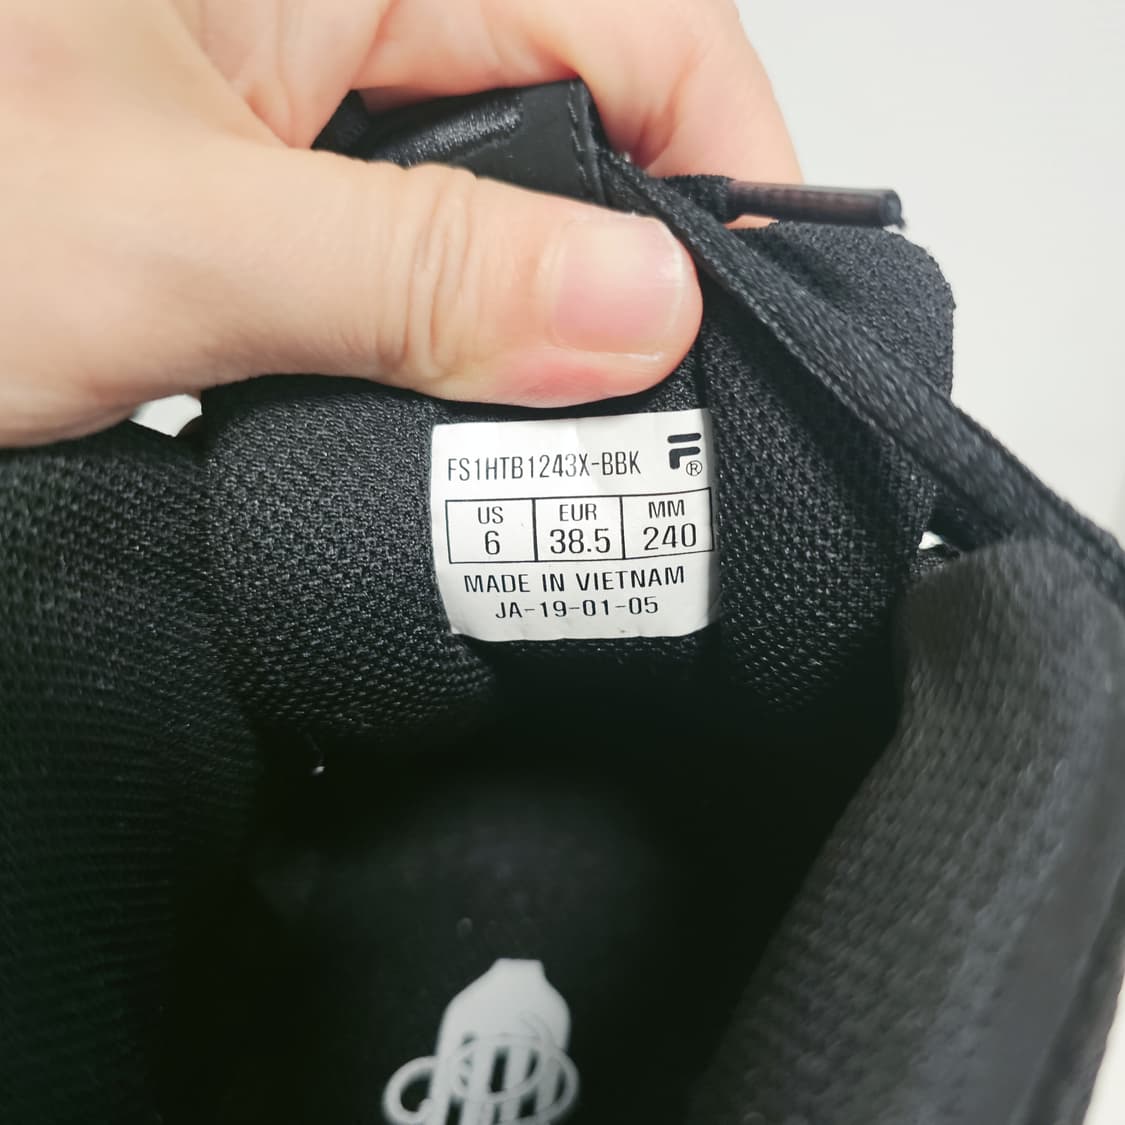 FS1HTB1243X-BBK F®
US EUR MM
6 38.5 240
MADE IN VIETNAM
JA-19-01-05